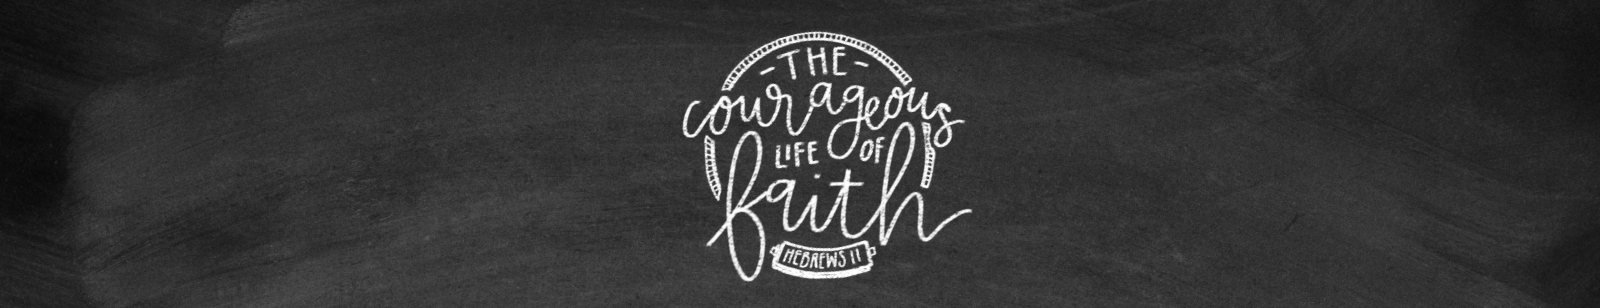 - THE -
courageous
LIFE OF
faith
HEBREWS 11